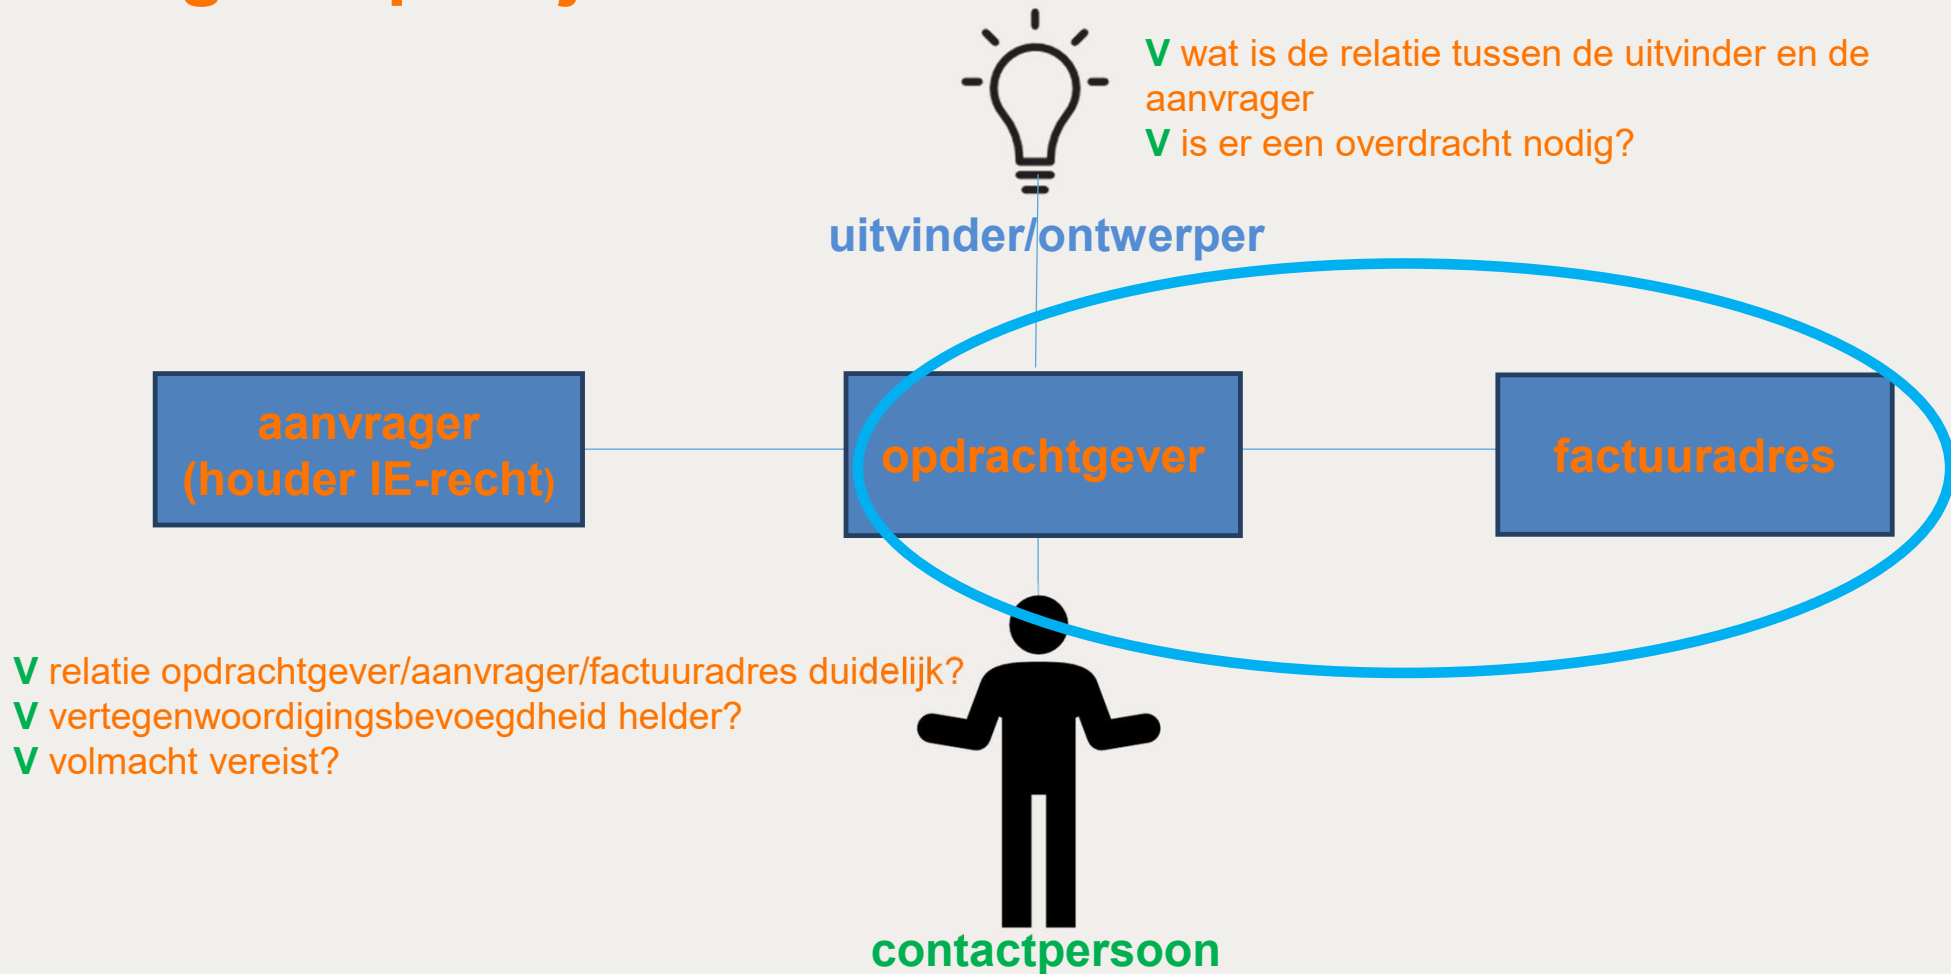 V wat is de relatie tussen de uitvinder en de
aanvrager
V is er een overdracht nodig?
uitvinder/ontwerper
aanvrager
(houder IE-recht)
opdrachtgever
factuuradres
V relatie opdrachtgever/aanvrager/factuuradres duidelijk?
V vertegenwoordigingsbevoegdheid helder?
V volmacht vereist?
contactpersoon